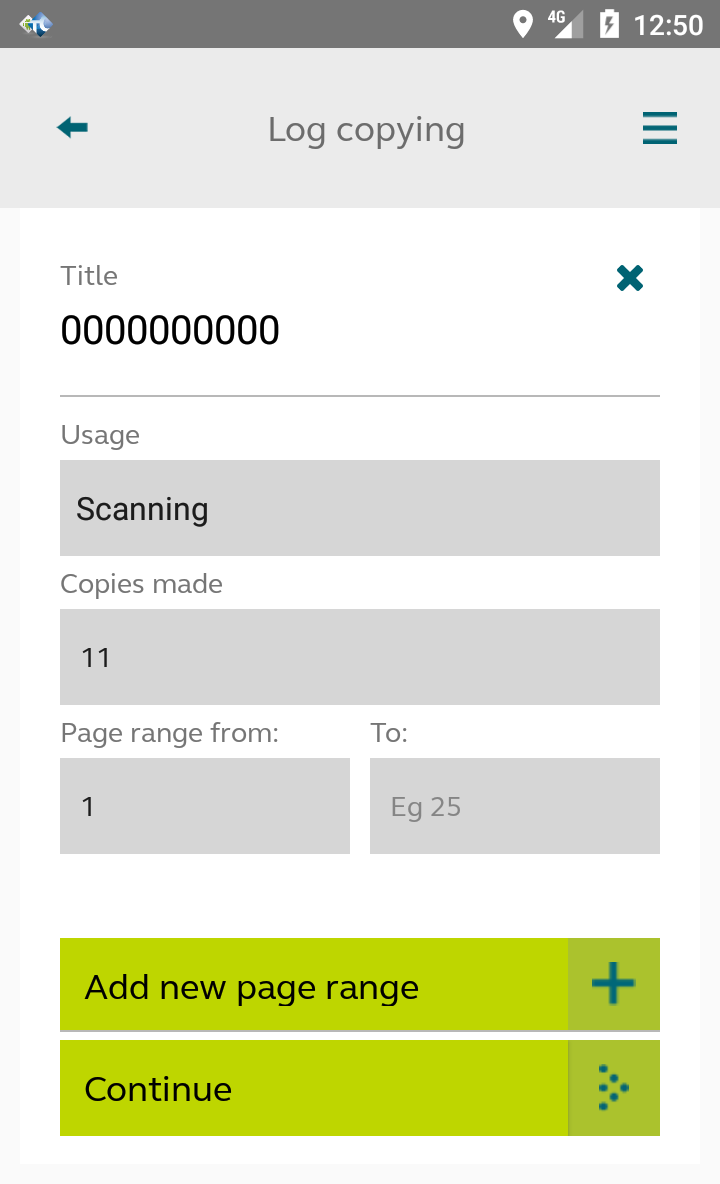 4G 12:50
Log copying
Title
0000000000
Usage
Scanning
Copies made
11
Page range from: To:
1 Eg 25
Add new page range
Continue